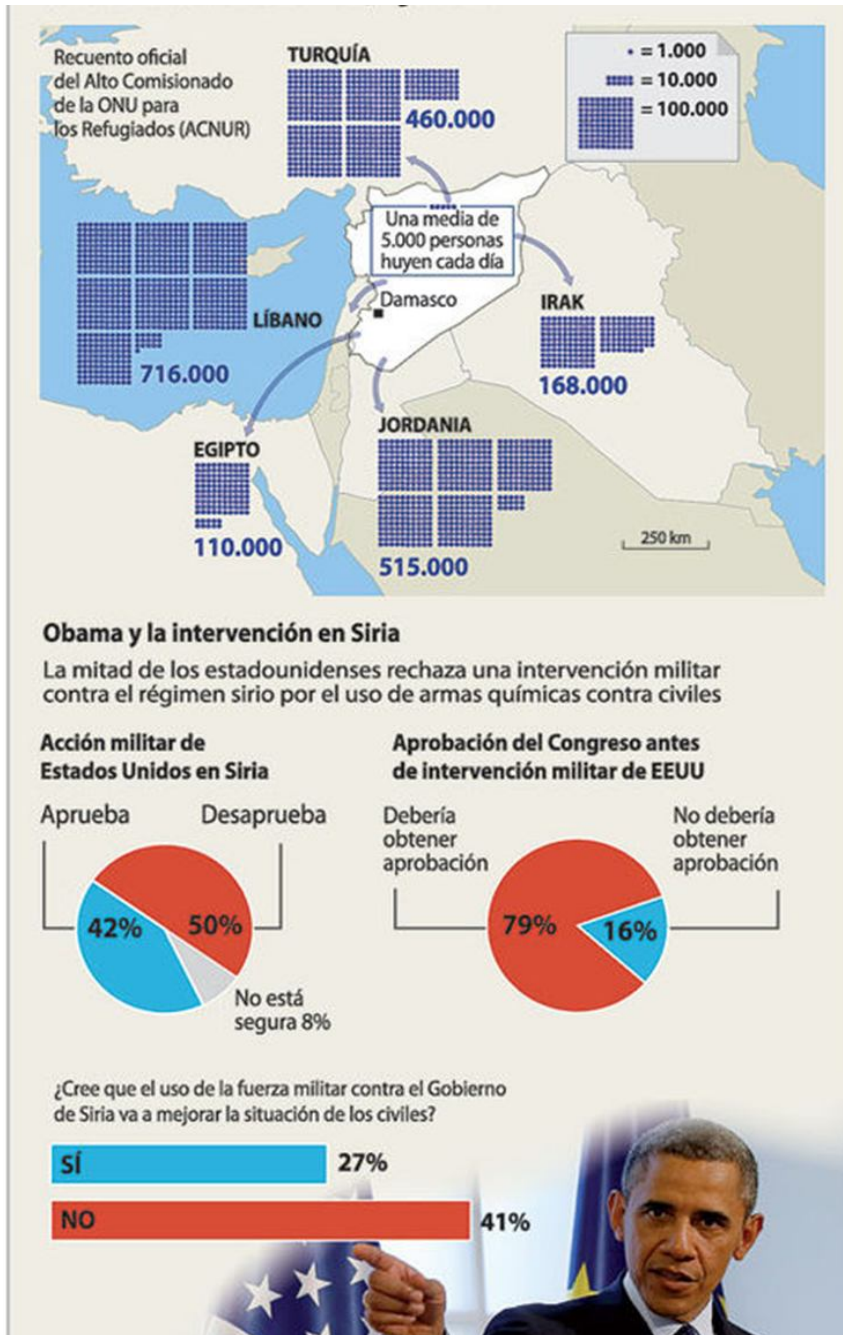 Recuento oficial
del Alto Comisionado
de la ONU para
los Refugiados (ACNUR)
TURQUÍA
460.000
= 1.000
= 10.000
= 100.000
Una media de
5.000 personas
huyen cada día
Damasco
LÍBANO
716.000
IRAK
168.000
EGIPTO
110.000
JORDANIA
515.000
250 km
Obama y la intervención en Siria
La mitad de los estadounidenses rechaza una intervención militar
contra el régimen sirio por el uso de armas químicas contra civiles
Acción militar de
Estados Unidos en Siria
Aprueba
Desaprueba
42%
50%
No está
segura 8%
Aprobación del Congreso antes
de intervención militar de EEUU
Debería
obtener
aprobación
No debería
obtener
aprobación
79%
16%
¿Cree que el uso de la fuerza militar contra el Gobierno
de Siria va a mejorar la situación de los civiles?
SÍ
27%
NO
41%